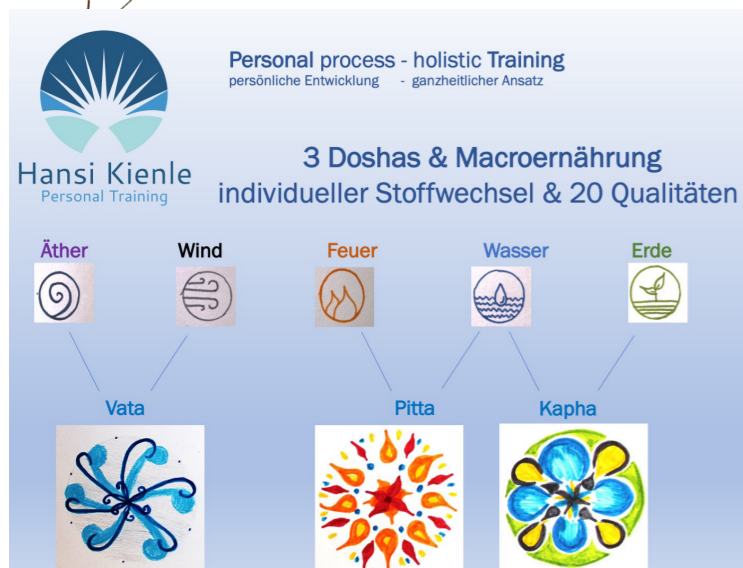 Personal process - holistic Training
persönliche Entwicklung - ganzheitlicher Ansatz
Hansi Kienle
Personal Training
3 Doshas & Macroernährung
individueller Stoffwechsel & 20 Qualitäten
Äther Wind Feuer Wasser Erde
Vata Pitta Kapha